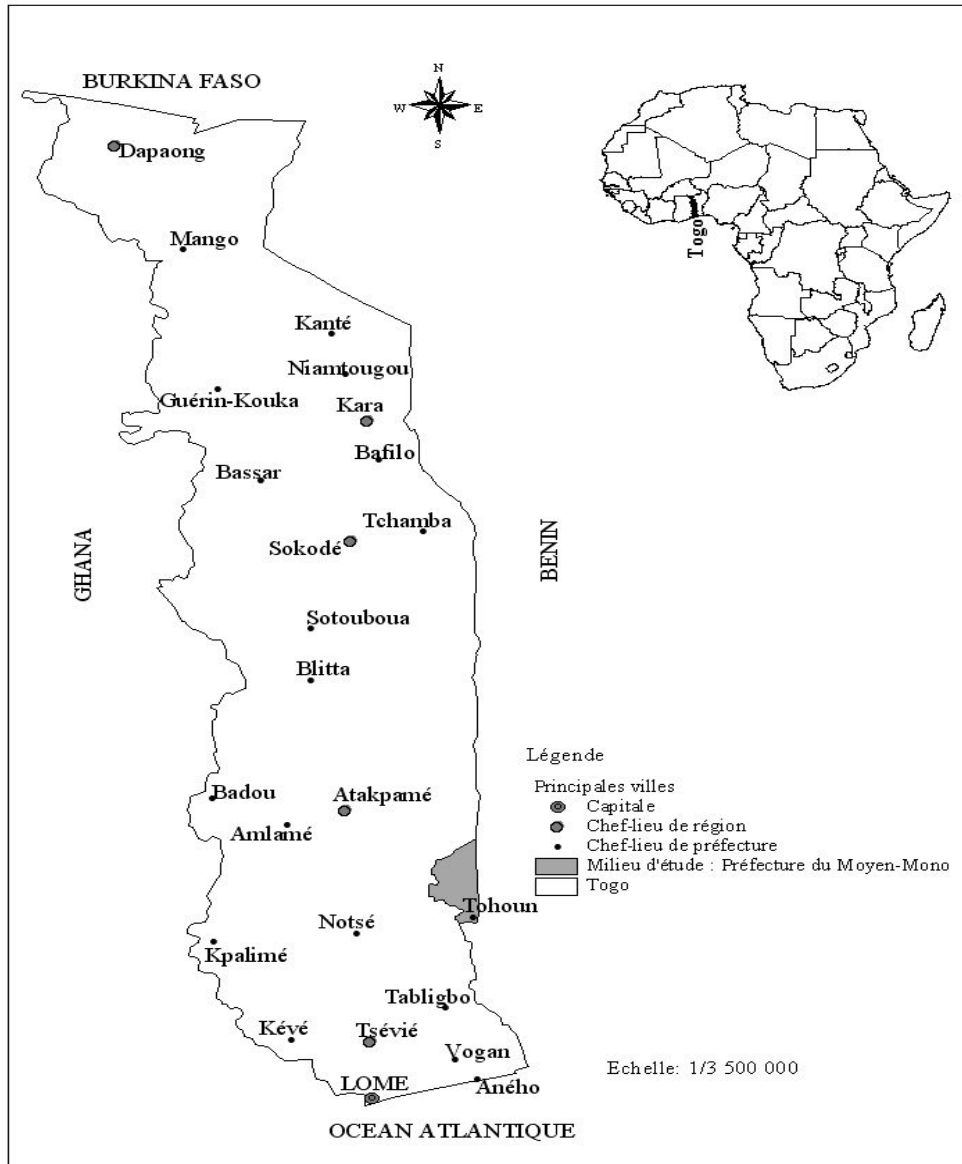 BURKINA FASO
N
W E
S
Dapaong
Togo
Mango
Kanté
Niamtougou
Guérin-Kouka
Kara
Bafilo
Bassar
Tchamba
Sokodé
GHANA
BENIN
Sotouboua
Blitta
Légende
Principales villes
Capitale
Chef-lieu de région
Chef-lieu de préfecture
Milieu d'étude : Préfecture du Moyen-Mono
Togo
Badou
Atakpamé
Amlamé
Tohoun
Notsé
Kpalimé
Tabligbo
Kévé
Tsévié
Vogan
Echelle: 1/3 500 000
LOME
Aného
OCEAN ATLANTIQUE